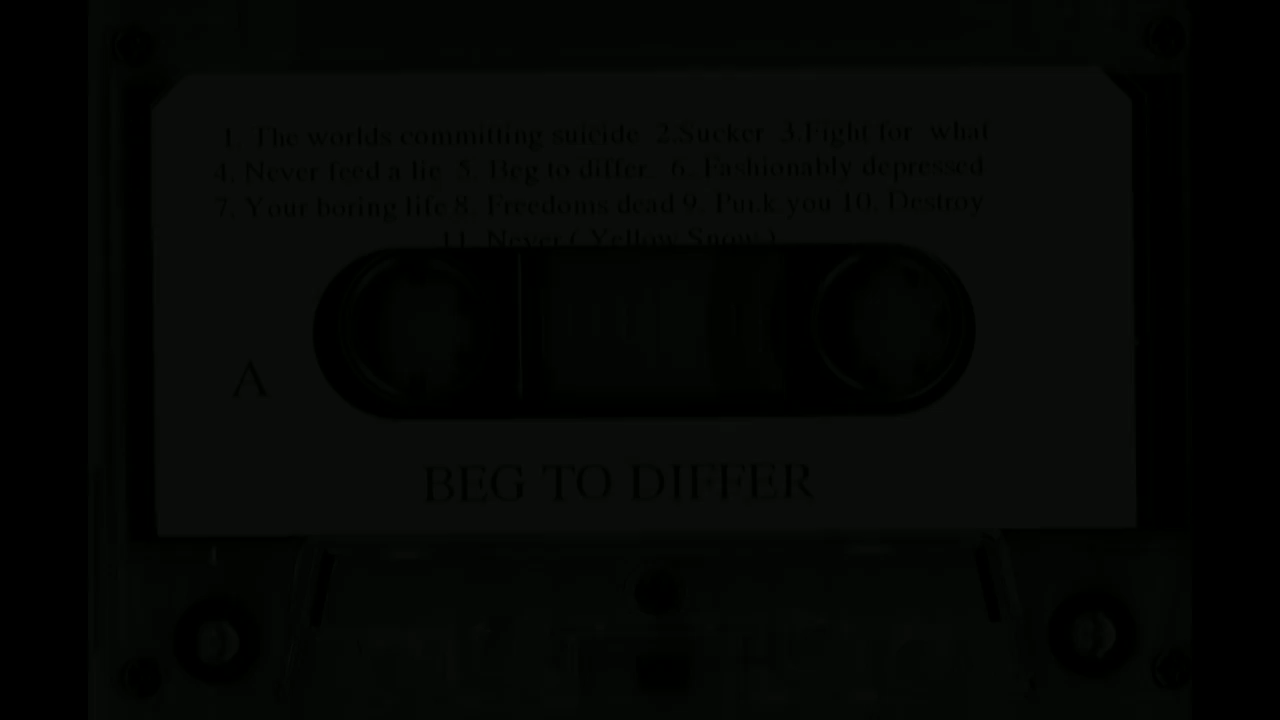 1. The worlds committing suicide 2.Sucker 3.Fight for what
4. Never feed a lie 5. Beg to differ. 6. Fashionably depressed
7. Your boring life 8. Freedoms dead 9. Punk you 10. Destroy
11. Never ( Yellow Snow )
A
BEG TO DIFFER